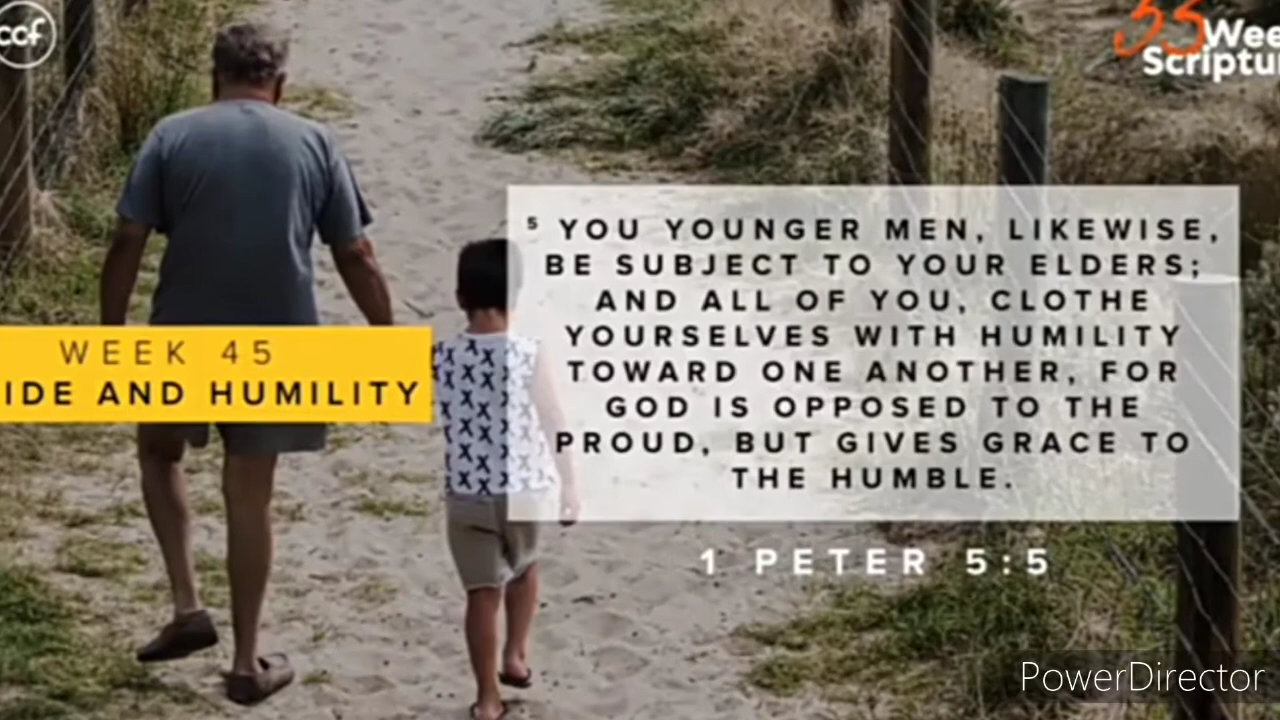 ccf
Wee
Scriptu
5 YOU YOUNGER MEN, LIKEWISE,
BE SUBJECT TO YOUR ELDERS;
AND ALL OF YOU, CLOTHE
YOURSELVES WITH HUMILITY
TOWARD ONE ANOTHER, FOR
GOD IS OPPOSED TO THE
PROUD, BUT GIVES GRACE TO
THE HUMBLE.
1 PETER 5:5
WEEK 45
IDE AND HUMILITY
PowerDirector